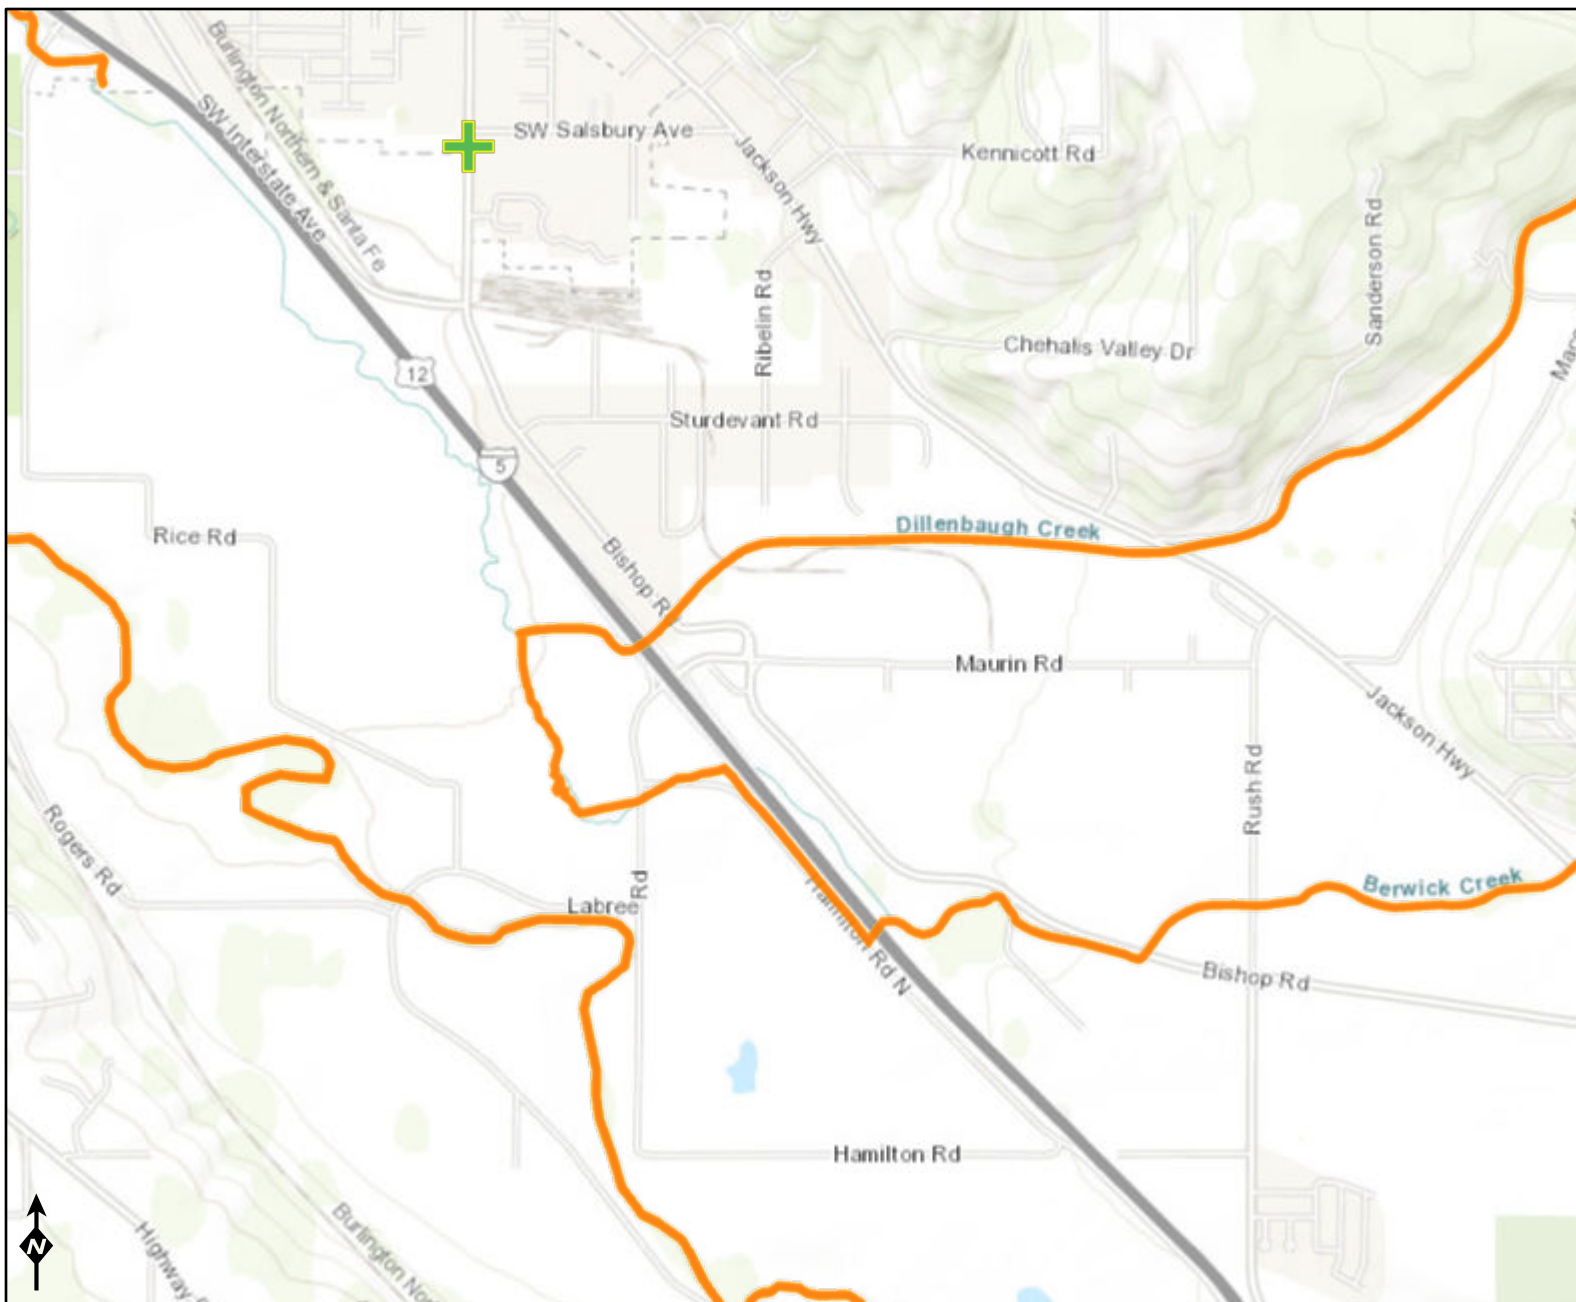 Burlington Northern & Santa Fe
SW Interstate Ave
SW Salsbury Ave
Jackson Hwy
Kennicott Rd
Sanderson Rd
Ribelin Rd
Chehalis Valley Dr
12
Sturdevant Rd
5
Dillenbaugh Creek
Rice Rd
Bishop R
Maurin Rd
Jackson Hwy
Rush Rd
Rogers Rd
Berwick Creek
Labree Rd
Hamilton Rd N
Bishop Rd
Hamilton Rd
Burlington Nor
Highway
N